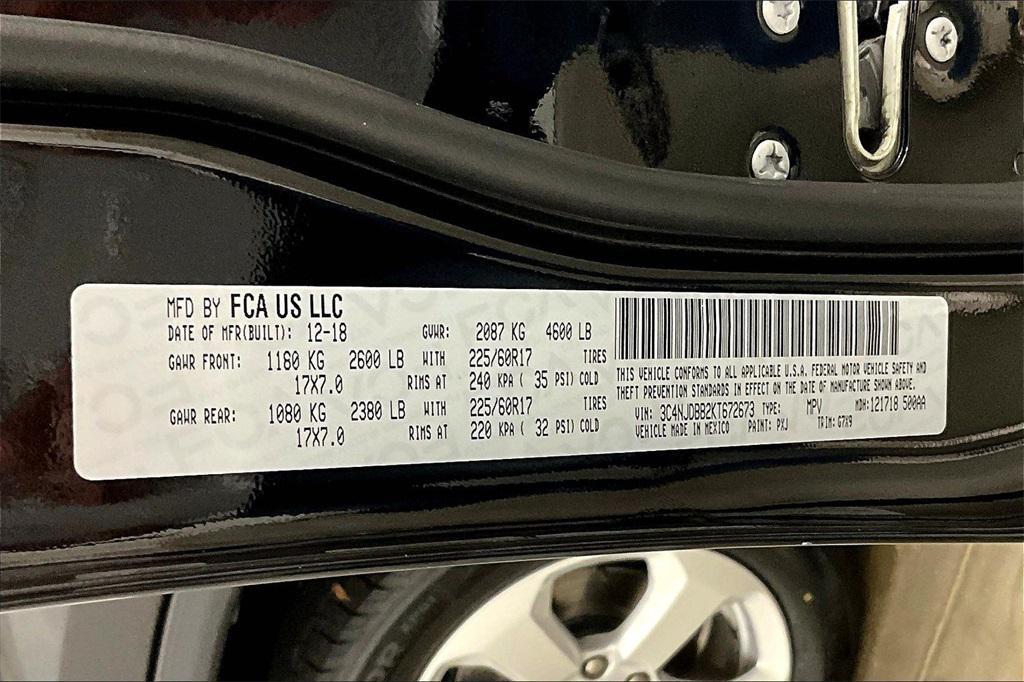 MFD BY FCA US LLC
DATE OF MFR(BUILT): 12-18 GVWR: 2087 KG 4600 LB
GAWR FRONT: 1180 KG 2600 LB WITH 225/60R17 TIRES
17X7.0 RIMS AT 240 KPA ( 35 PSI) COLD
GAWR REAR: 1080 KG 2380 LB WITH 225/60R17 TIRES
17X7.0 RIMS AT 220 KPA ( 32 PSI) COLD
THIS VEHICLE CONFORMS TO ALL APPLICABLE U.S.A. FEDERAL MOTOR VEHICLE SAFETY AND
THEFT PREVENTION STANDARDS IN EFFECT ON THE DATE OF MANUFACTURE SHOWN ABOVE.
VIN: 3C4NJDBB2KT672673 TYPE: MPV MDH:121718 500AA
VEHICLE MADE IN MEXICO PAINT: PXJ TRIM: G7X9